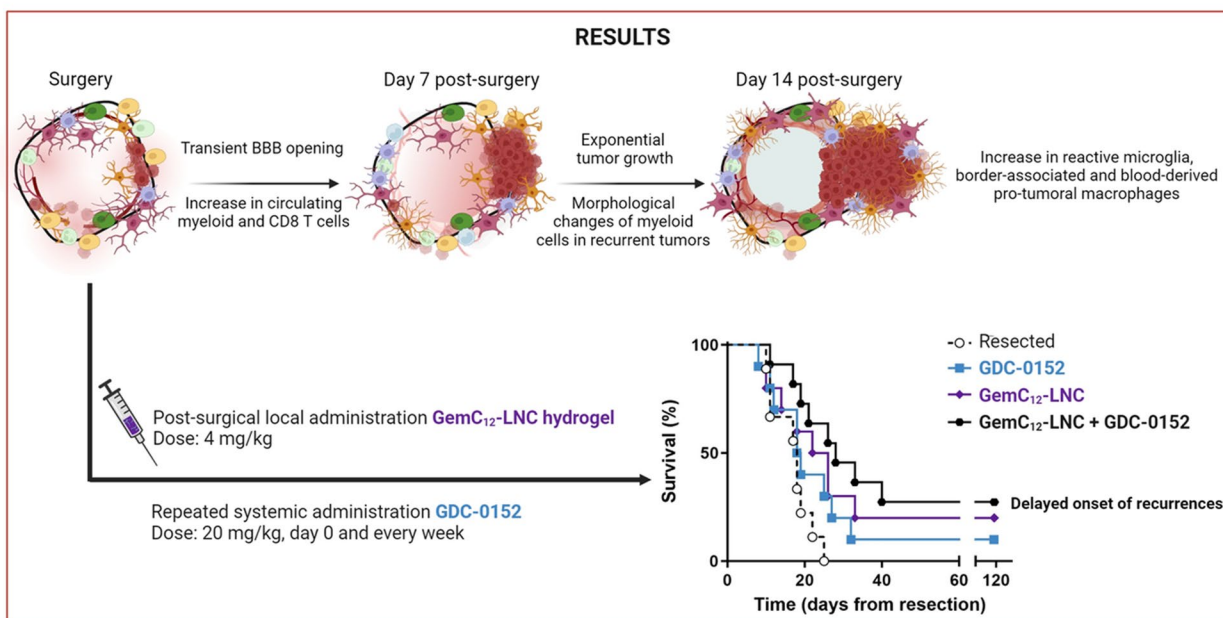 RESULTS
Surgery
Day 7 post-surgery
Day 14 post-surgery
Transient BBB opening
Increase in circulating
myeloid and CD8 T cells
Exponential
tumor growth
Morphological
changes of myeloid
cells in recurrent tumors
Increase in reactive microglia,
border-associated and blood-derived
pro-tumoral macrophages
Post-surgical local administration GemC₁₂-LNC hydrogel
Dose: 4 mg/kg
Repeated systemic administration GDC-0152
Dose: 20 mg/kg, day 0 and every week
Resected
GDC-0152
GemC₁₂-LNC
GemC₁₂-LNC + GDC-0152
Survival (%)
100
50
0
Delayed onset of recurrences
0 20 40 60 120
Time (days from resection)